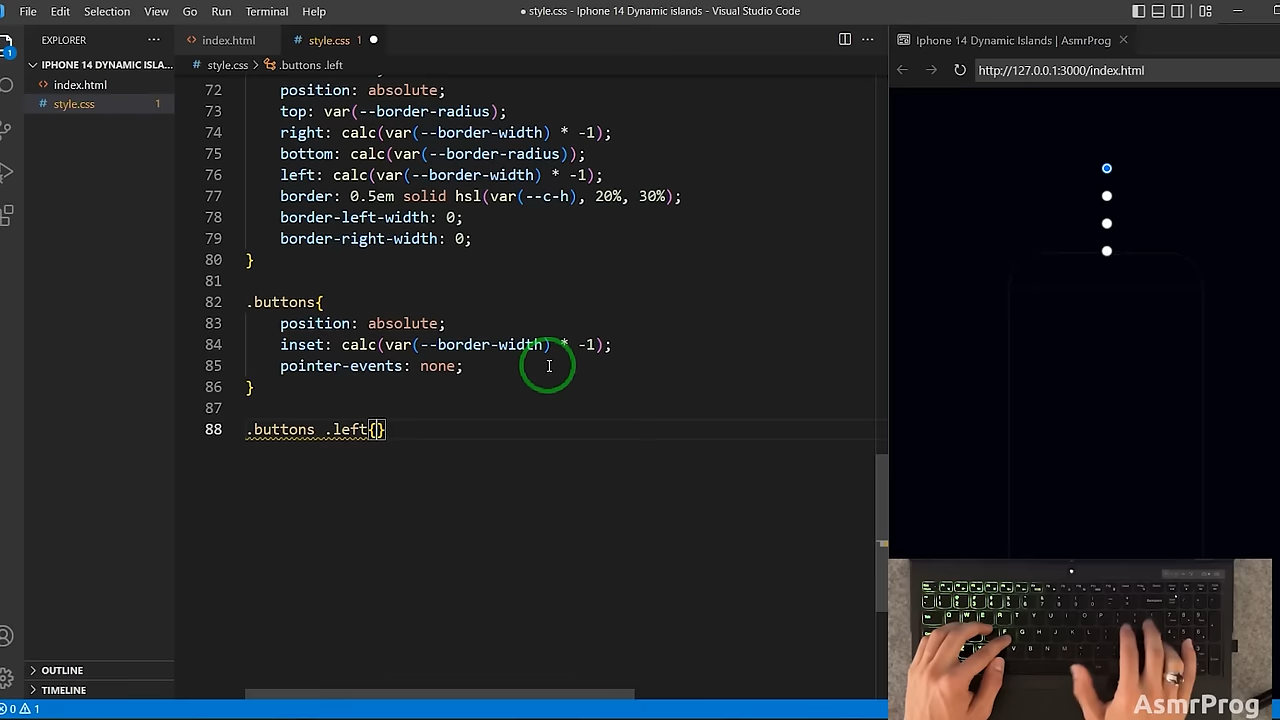 File Edit Selection View Go Run Terminal Help
● style.css - Iphone 14 Dynamic islands - Visual Studio Code
EXPLORER
IPHONE 14 DYNAMIC ISLA...
index.html
style.css 1
1
OUTLINE
TIMELINE
0 1
index.html
style.css 1
style.css > .buttons .left
72 position: absolute;
73 top: var(--border-radius);
74 right: calc(var(--border-width) * -1);
75 bottom: calc(var(--border-radius));
76 left: calc(var(--border-width) * -1);
77 border: 0.5em solid hsl(var(--c-h), 20%, 30%);
78 border-left-width: 0;
79 border-right-width: 0;
80 }
81
82 .buttons{
83 position: absolute;
84 inset: calc(var(--border-width) * -1);
85 pointer-events: none;
86 }
87
88 .buttons .left{}
Iphone 14 Dynamic Islands | AsmrProg
http://127.0.0.1:3000/index.html
AsmrProg